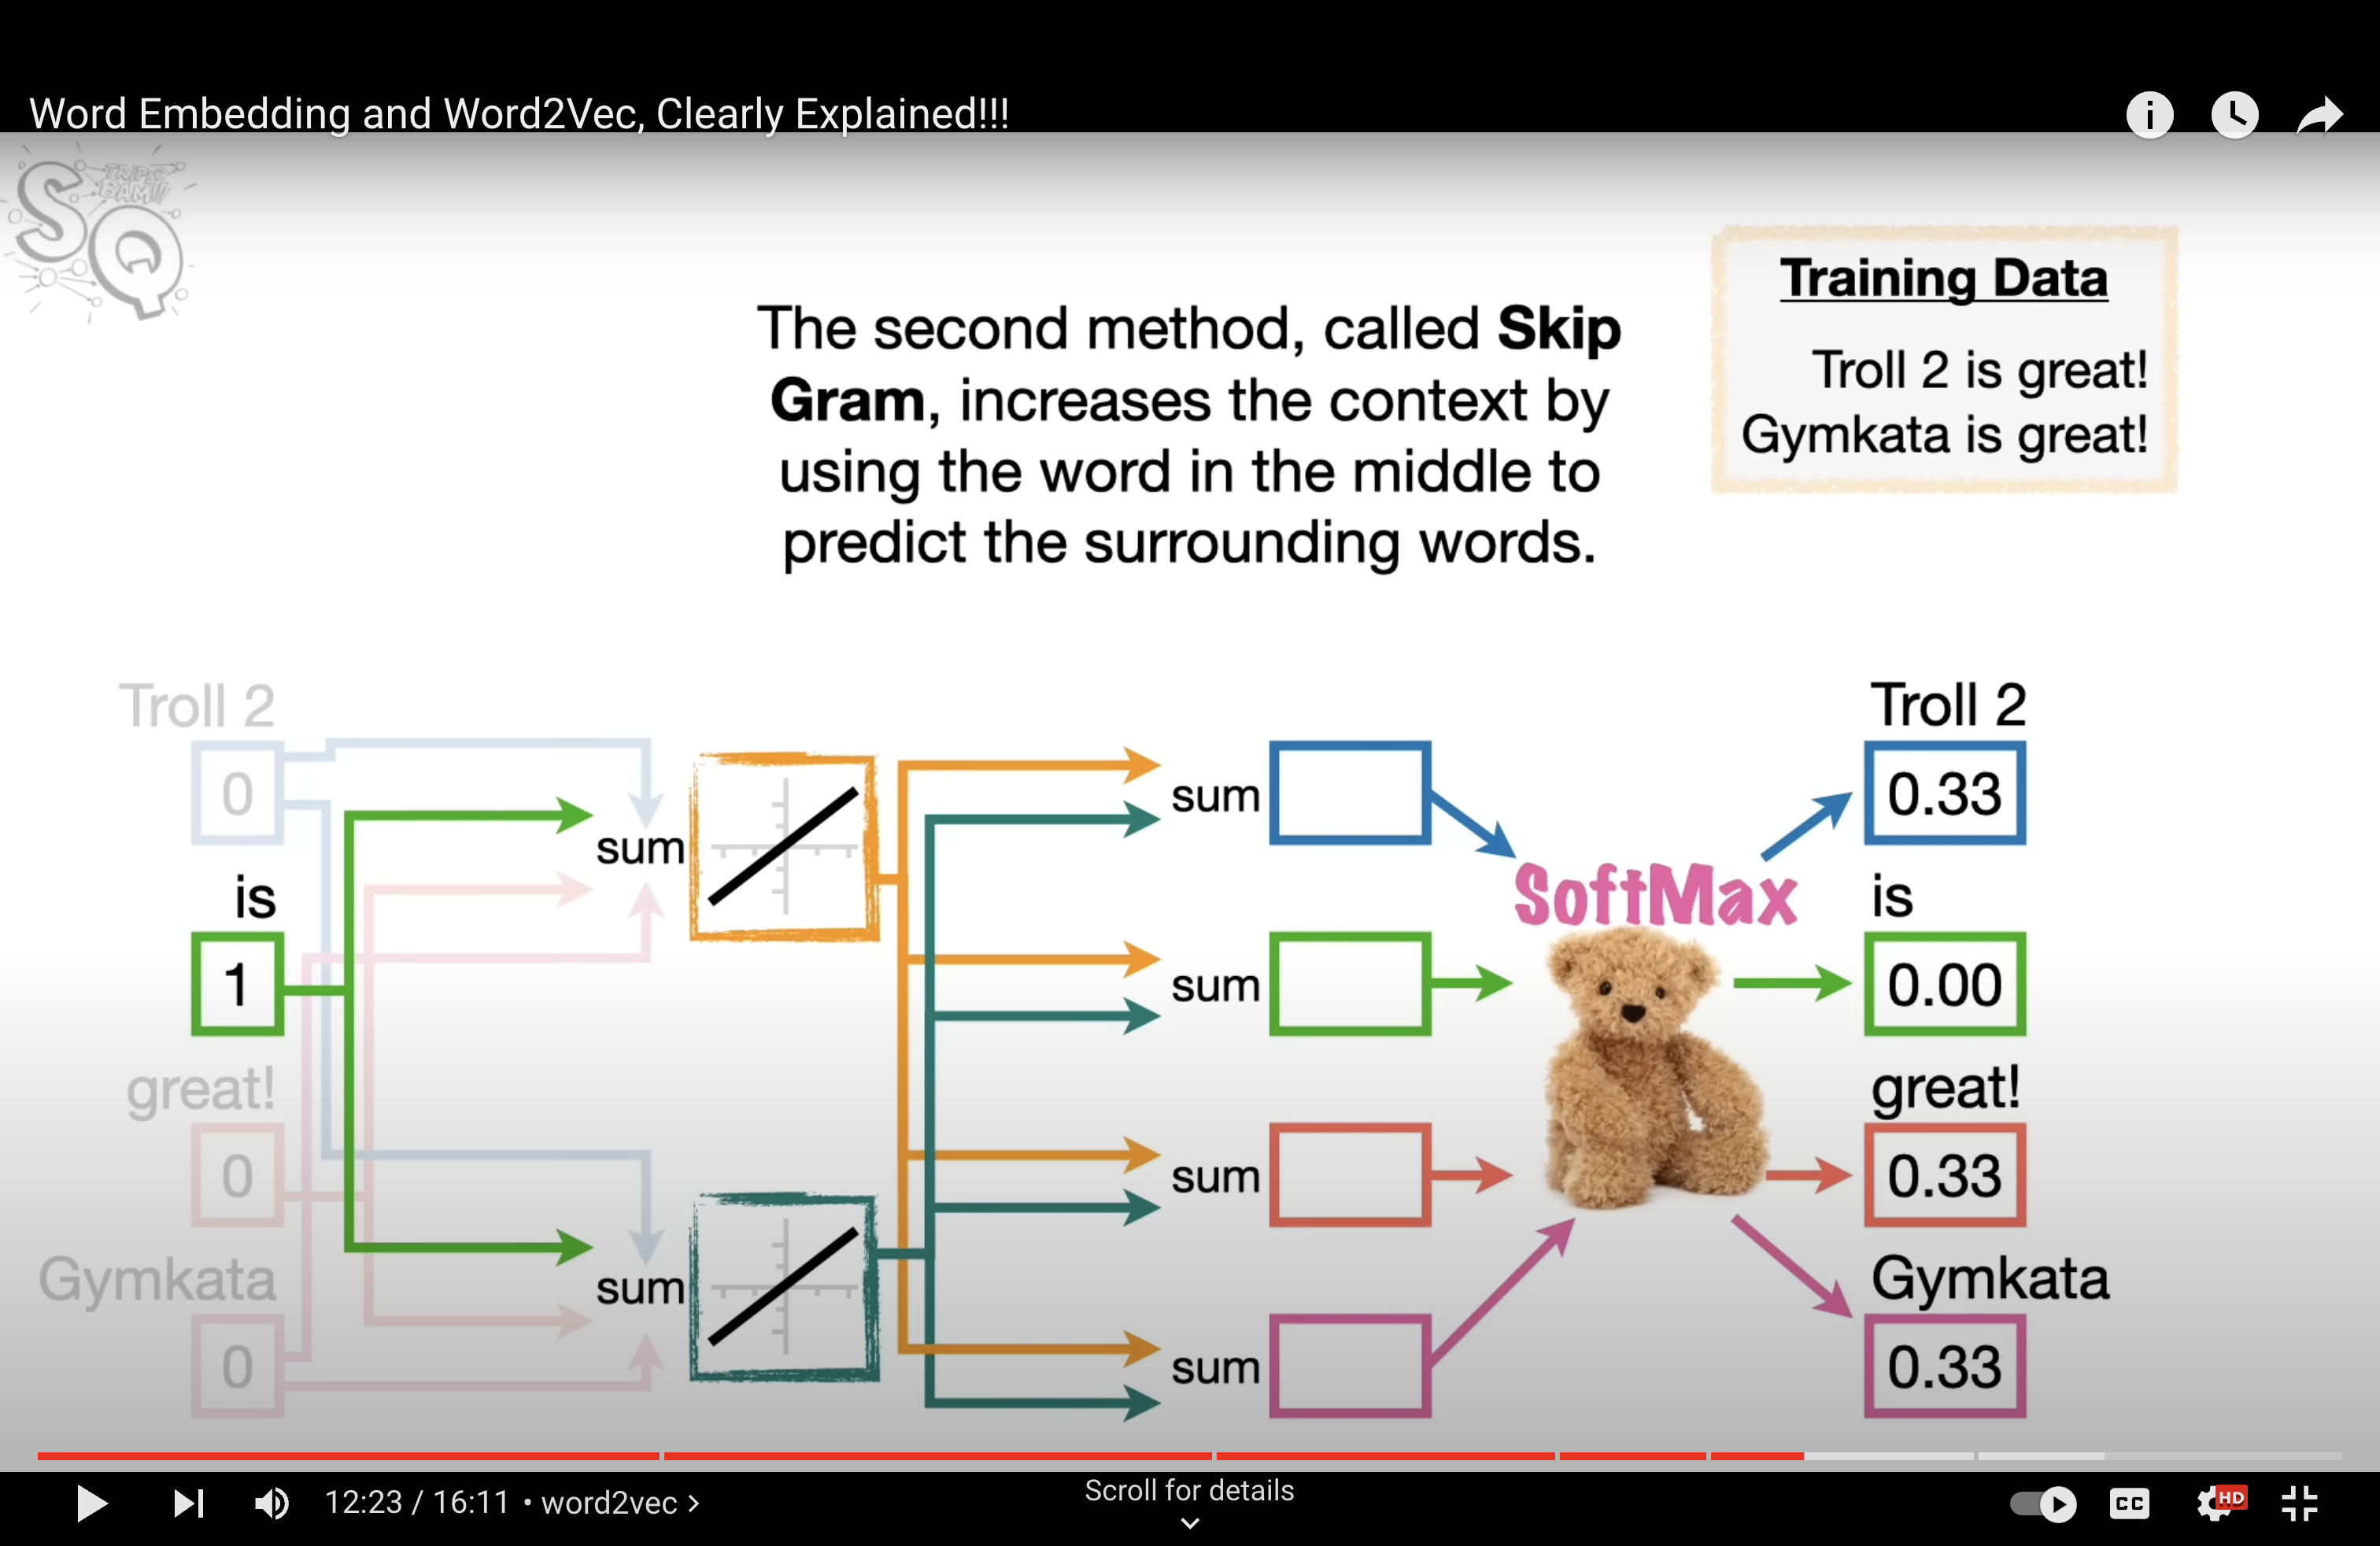 Word Embedding and Word2Vec, Clearly Explained!!!
SQ
TRIPLE
BAM!!!
The second method, called Skip
Gram, increases the context by
using the word in the middle to
predict the surrounding words.
Training Data
Troll 2 is great!
Gymkata is great!
Troll 2
0
is
1
great!
0
Gymkata
0
sum
sum
sum
sum
sum
sum
SoftMax
Troll 2
0.33
is
0.00
great!
0.33
Gymkata
0.33
12:23 / 16:11 • word2vec >
Scroll for details
CC
HD